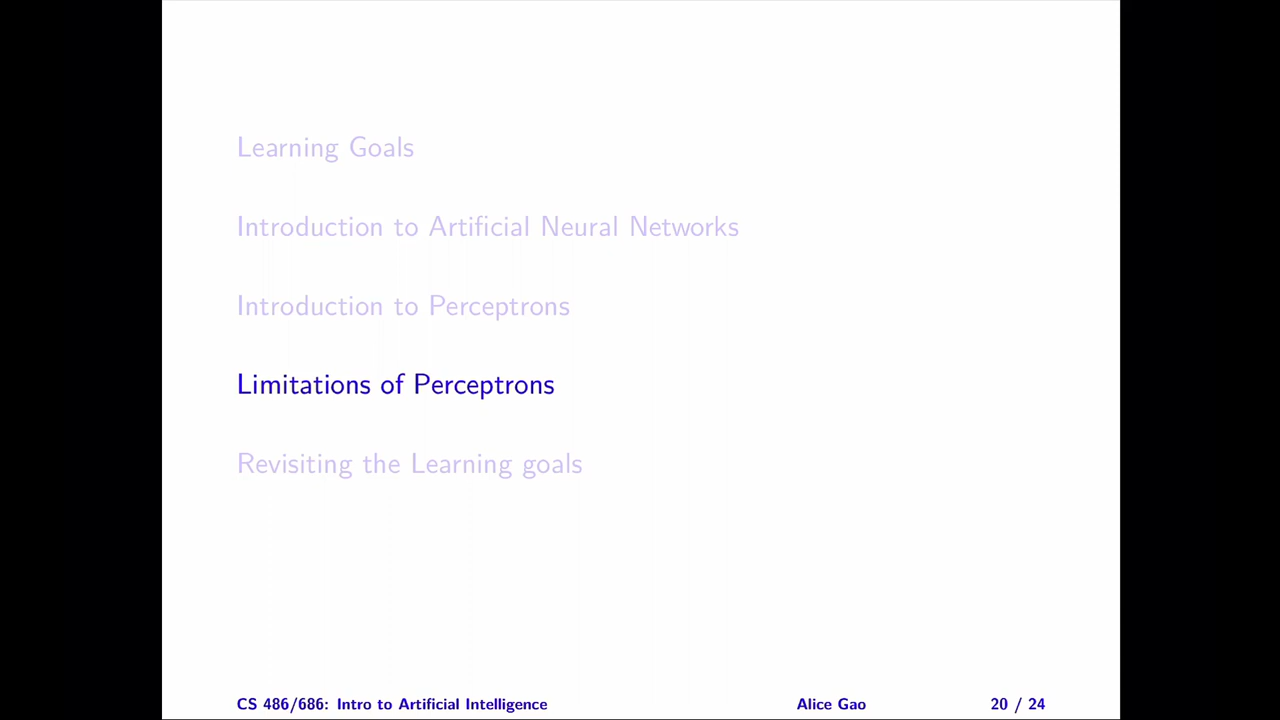 Learning Goals
Introduction to Artificial Neural Networks
Introduction to Perceptrons
Limitations of Perceptrons
Revisiting the Learning goals
CS 486/686: Intro to Artificial Intelligence Alice Gao 20 / 24